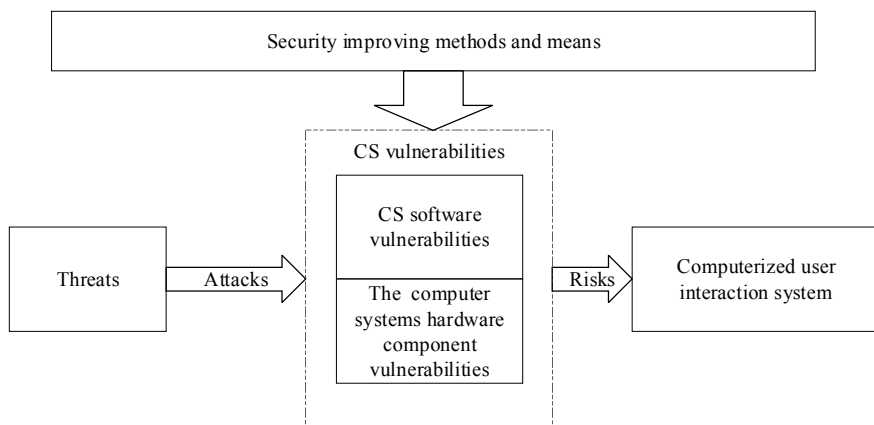 Security improving methods and means
CS vulnerabilities
CS software
vulnerabilities
Threats
Attacks
Risks
Computerized user
interaction system
The computer
systems hardware
component
vulnerabilities